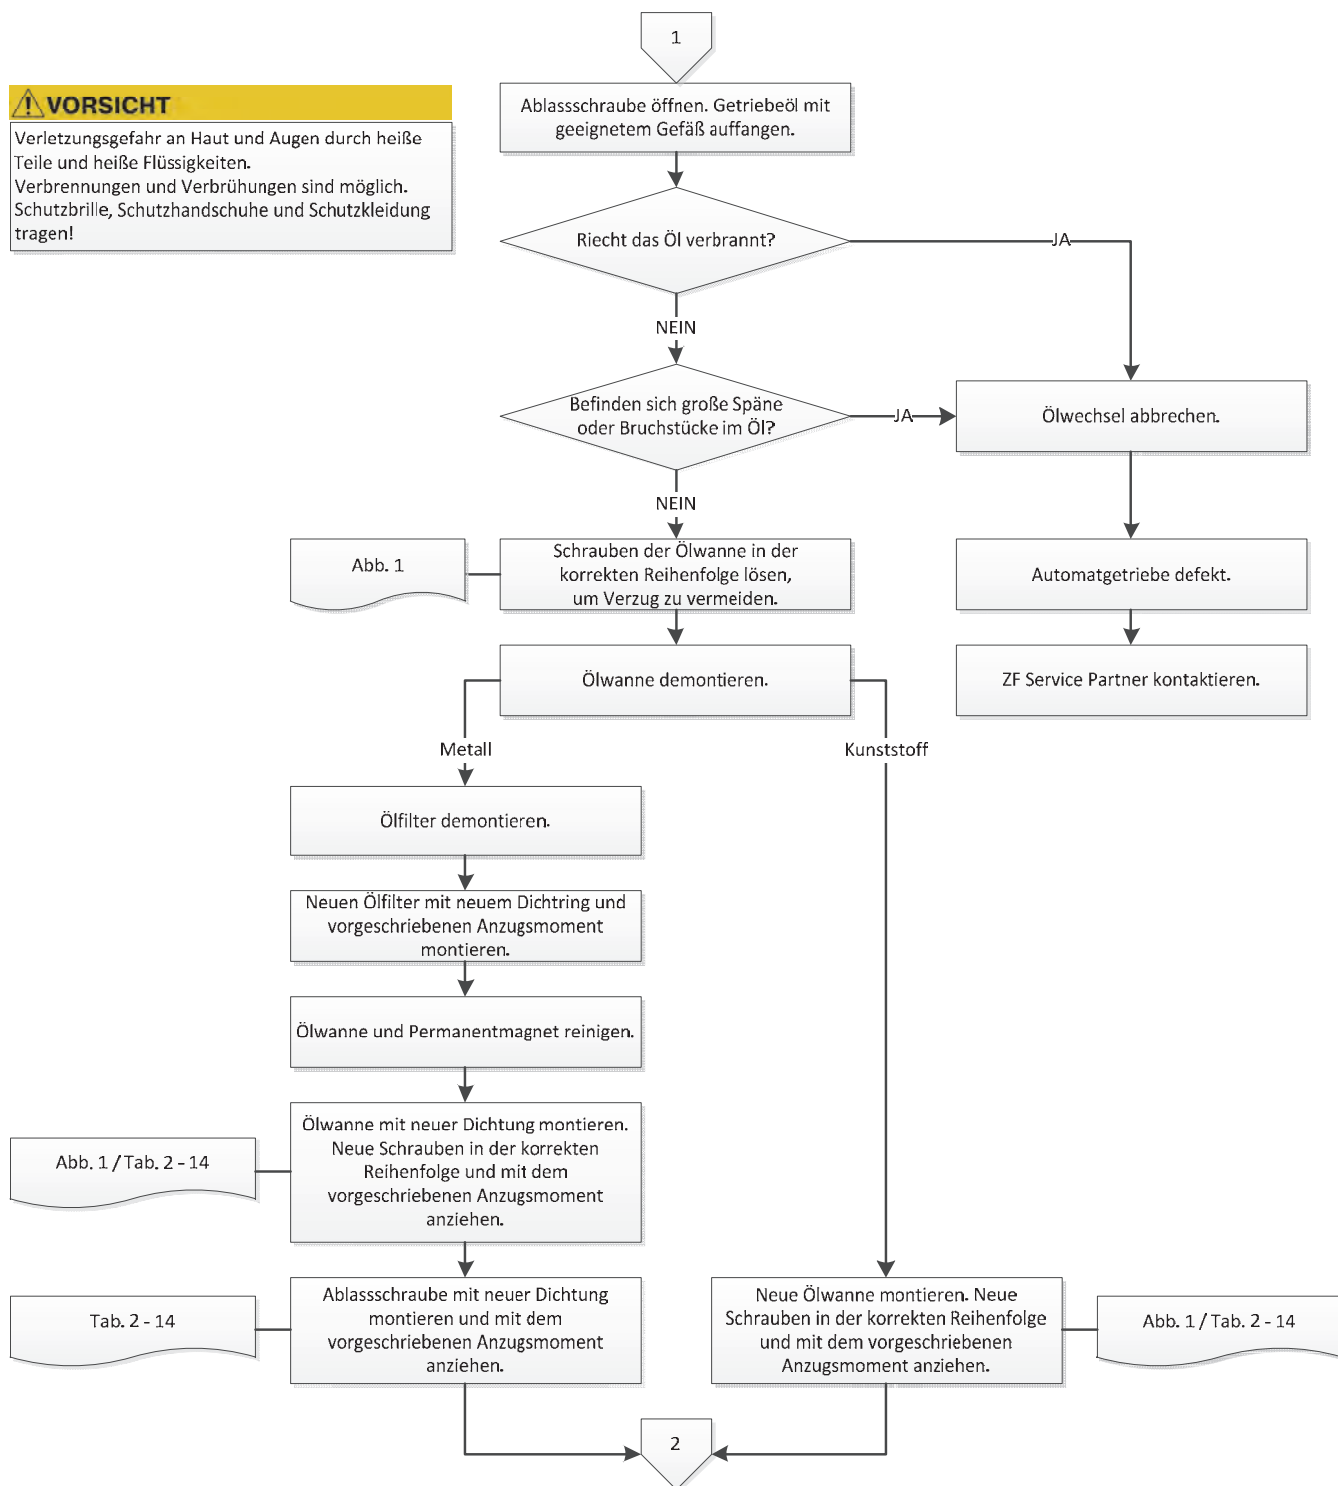 1
VORSICHT
Verletzungsgefahr an Haut und Augen durch heiße
Teile und heiße Flüssigkeiten.
Verbrennungen und Verbrühungen sind möglich.
Schutzbrille, Schutzhandschuhe und Schutzkleidung
tragen!
Ablassschraube öffnen. Getriebeöl mit
geeignetem Gefäß auffangen.
Riecht das Öl verbrannt?
JA
NEIN
Befinden sich große Späne
oder Bruchstücke im Öl?
JA
Ölwechsel abbrechen.
NEIN
Abb. 1
Schrauben der Ölwanne in der
korrekten Reihenfolge lösen,
um Verzug zu vermeiden.
Automatgetriebe defekt.
Ölwanne demontieren.
ZF Service Partner kontaktieren.
Metall
Kunststoff
Ölfilter demontieren.
Neuen Ölfilter mit neuem Dichtring und
vorgeschriebenen Anzugsmoment
montieren.
Ölwanne und Permanentmagnet reinigen.
Abb. 1 / Tab. 2 - 14
Ölwanne mit neuer Dichtung montieren.
Neue Schrauben in der korrekten
Reihenfolge und mit dem
vorgeschriebenen Anzugsmoment
anziehen.
Tab. 2 - 14
Ablassschraube mit neuer Dichtung
montieren und mit dem
vorgeschriebenen Anzugsmoment
anziehen.
Neue Ölwanne montieren. Neue
Schrauben in der korrekten Reihenfolge
und mit dem vorgeschriebenen
Anzugsmoment anziehen.
Abb. 1 / Tab. 2 - 14
2